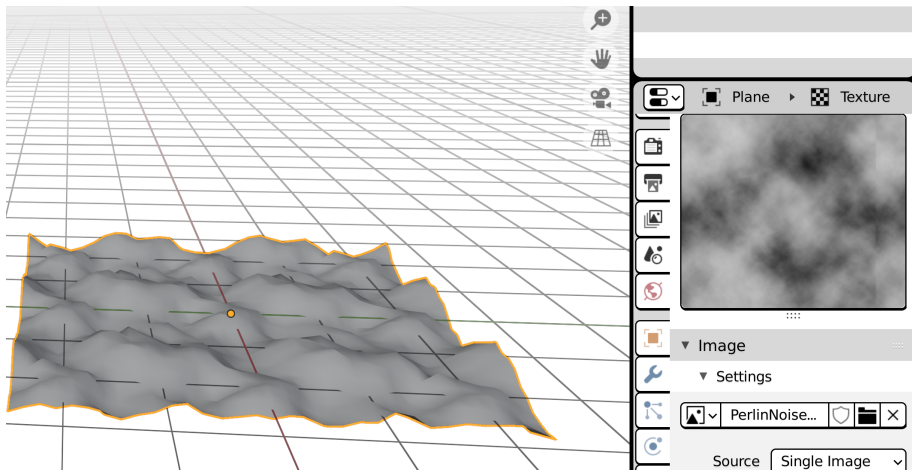 Plane Texture
Image
Settings
PerlinNoise...
Source Single Image